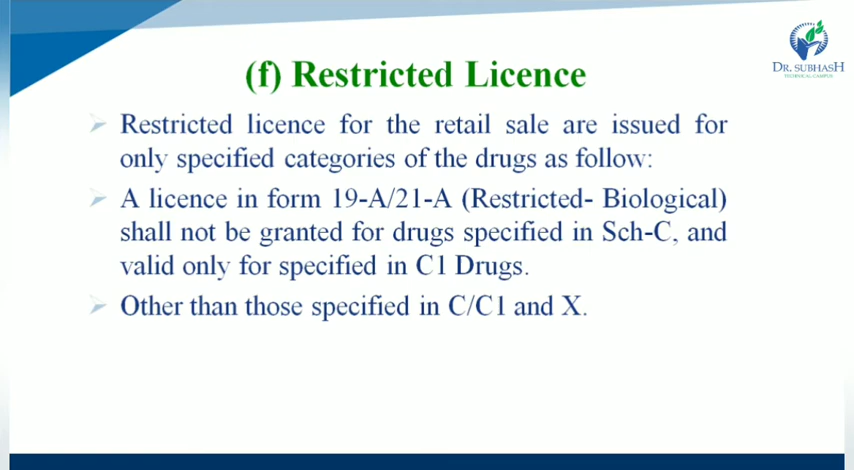 DR. SUBHASH
TECHNICAL CAMPUS
(f) Restricted Licence
Restricted licence for the retail sale are issued for
only specified categories of the drugs as follow:
A licence in form 19-A/21-A (Restricted- Biological)
shall not be granted for drugs specified in Sch-C, and
valid only for specified in C1 Drugs.
Other than those specified in C/C1 and X.